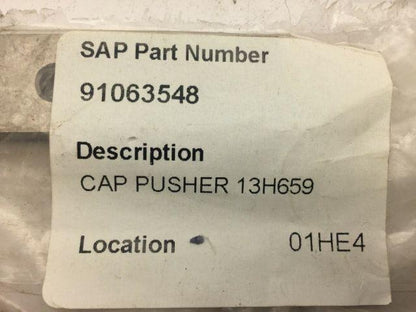 SAP Part Number
91063548
Description
CAP PUSHER 13H659
Location 01HE4